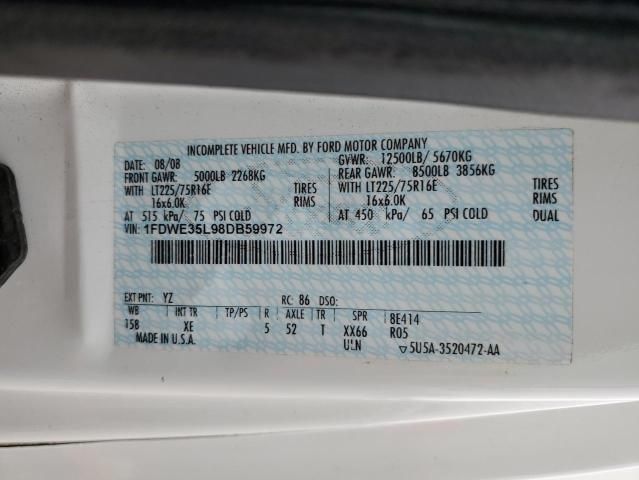 INCOMPLETE VEHICLE MFD. BY FORD MOTOR COMPANY
08/08 GVWR: 12500LB/ 5670KG
FRONT GAWR: 5000LB 2268KG REAR GAWR: 8500LB 3856KG
WITH LT225/75R16E TIRES WITH LT225/75R16E TIRES
16x6.0K RIMS 16x6.0K RIMS
AT 515 kPa/ 75 PSI COLD AT 450 kPa/ 65 PSI COLD DUAL
VIN: 1FDWE35L98DB59972
EXT PNT: YZ RC: 86 DSO:
WB INT TR TP/PS R AXLE TR SPR 8E414
158 XE 5 52 T XX66 R05
MADE IN U.S.A. ULN ▽5U5A-3520472-AA